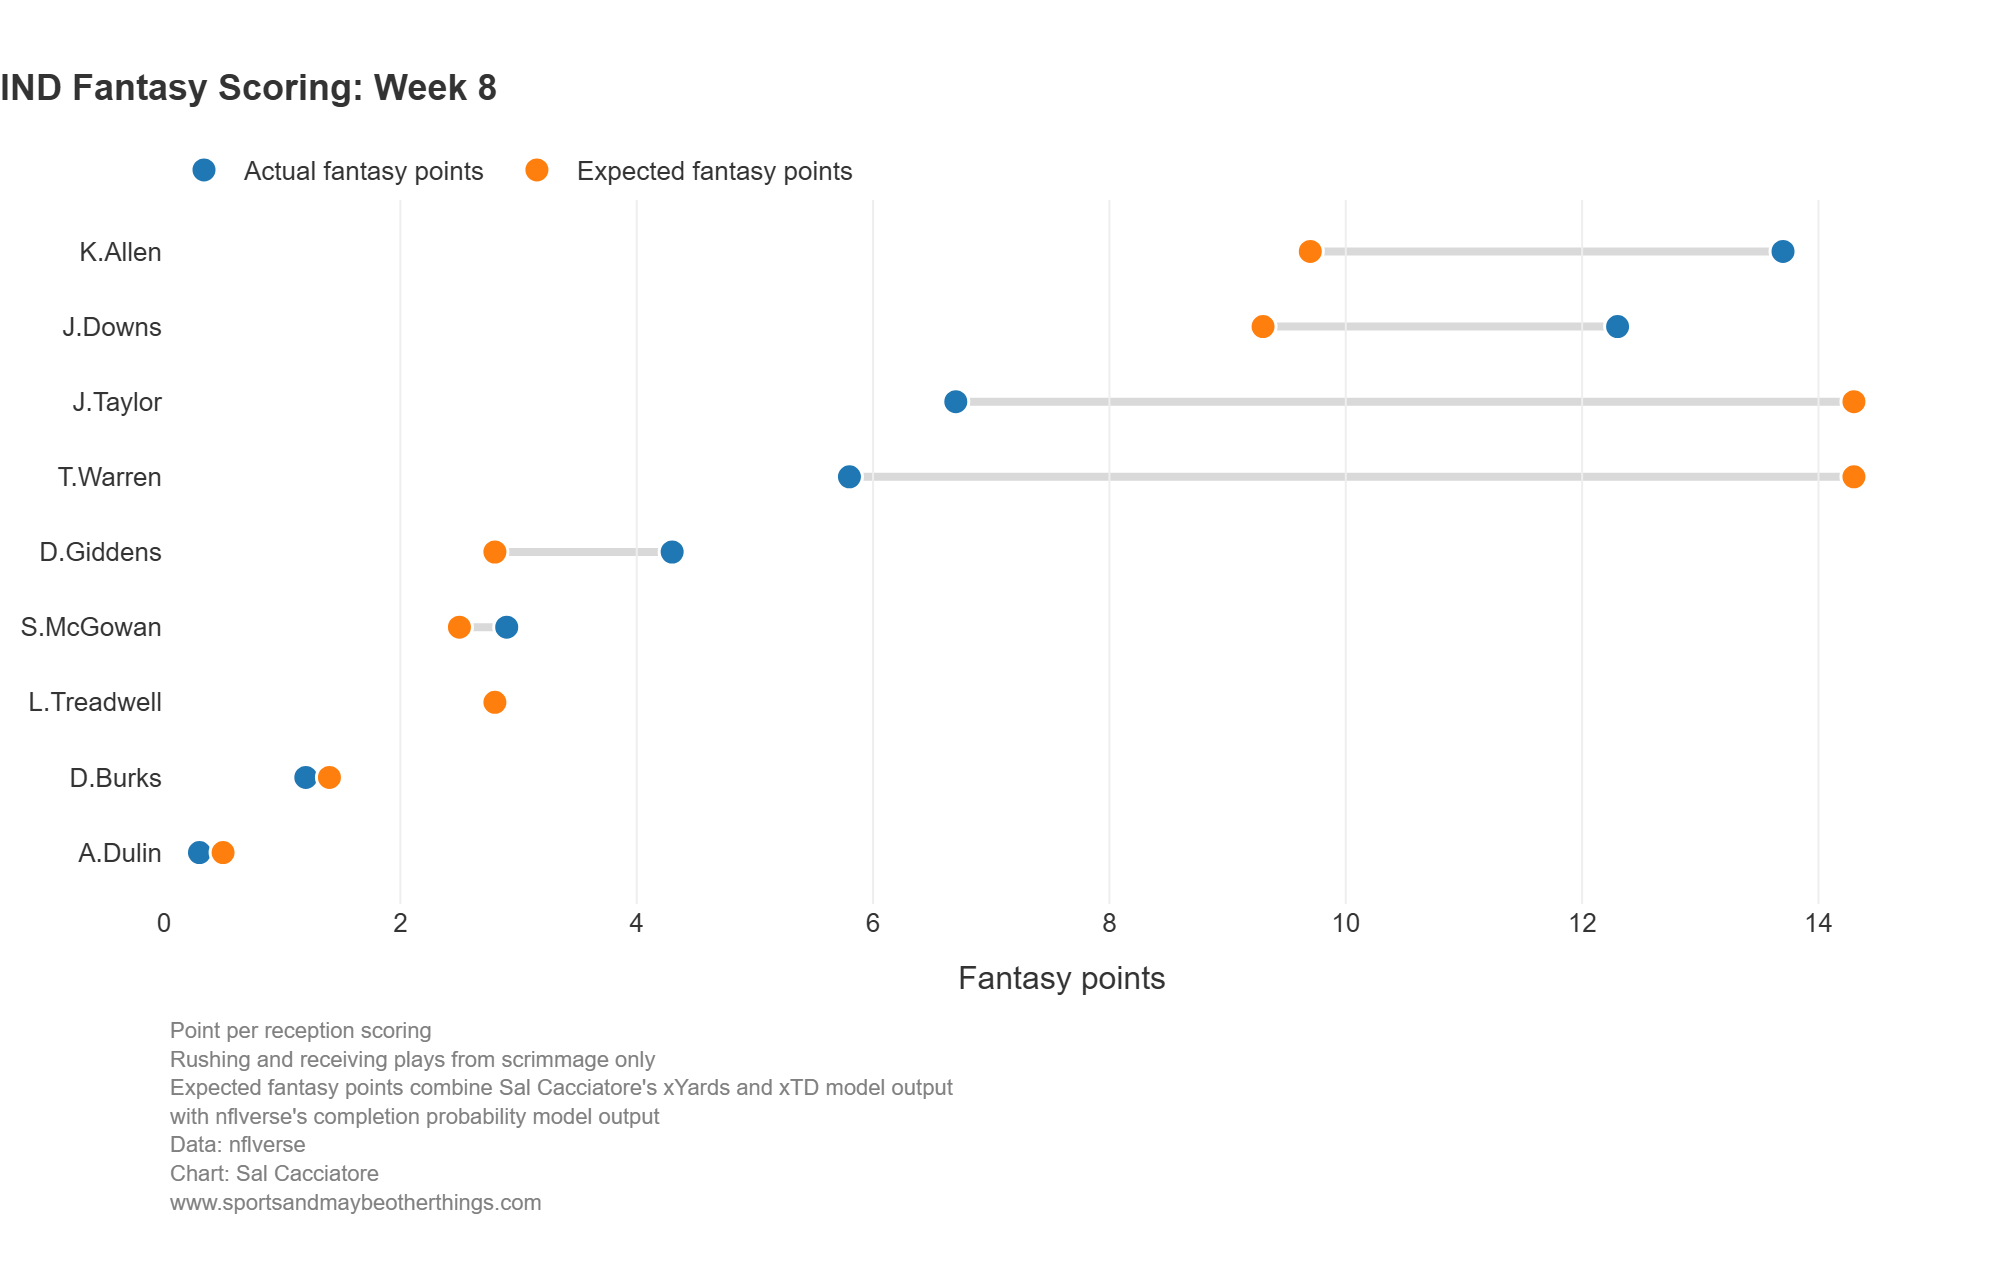 IND Fantasy Scoring: Week 8
Actual fantasy points
Expected fantasy points
K.Allen
J.Downs
J.Taylor
T.Warren
D.Giddens
S.McGowan
L.Treadwell
D.Burks
A.Dulin
0 2 4 6 8 10 12 14
Fantasy points
Point per reception scoring
Rushing and receiving plays from scrimmage only
Expected fantasy points combine Sal Cacciatore's xYards and xTD model output
with nflverse's completion probability model output
Data: nflverse
Chart: Sal Cacciatore
www.sportsandmaybeotherthings.com